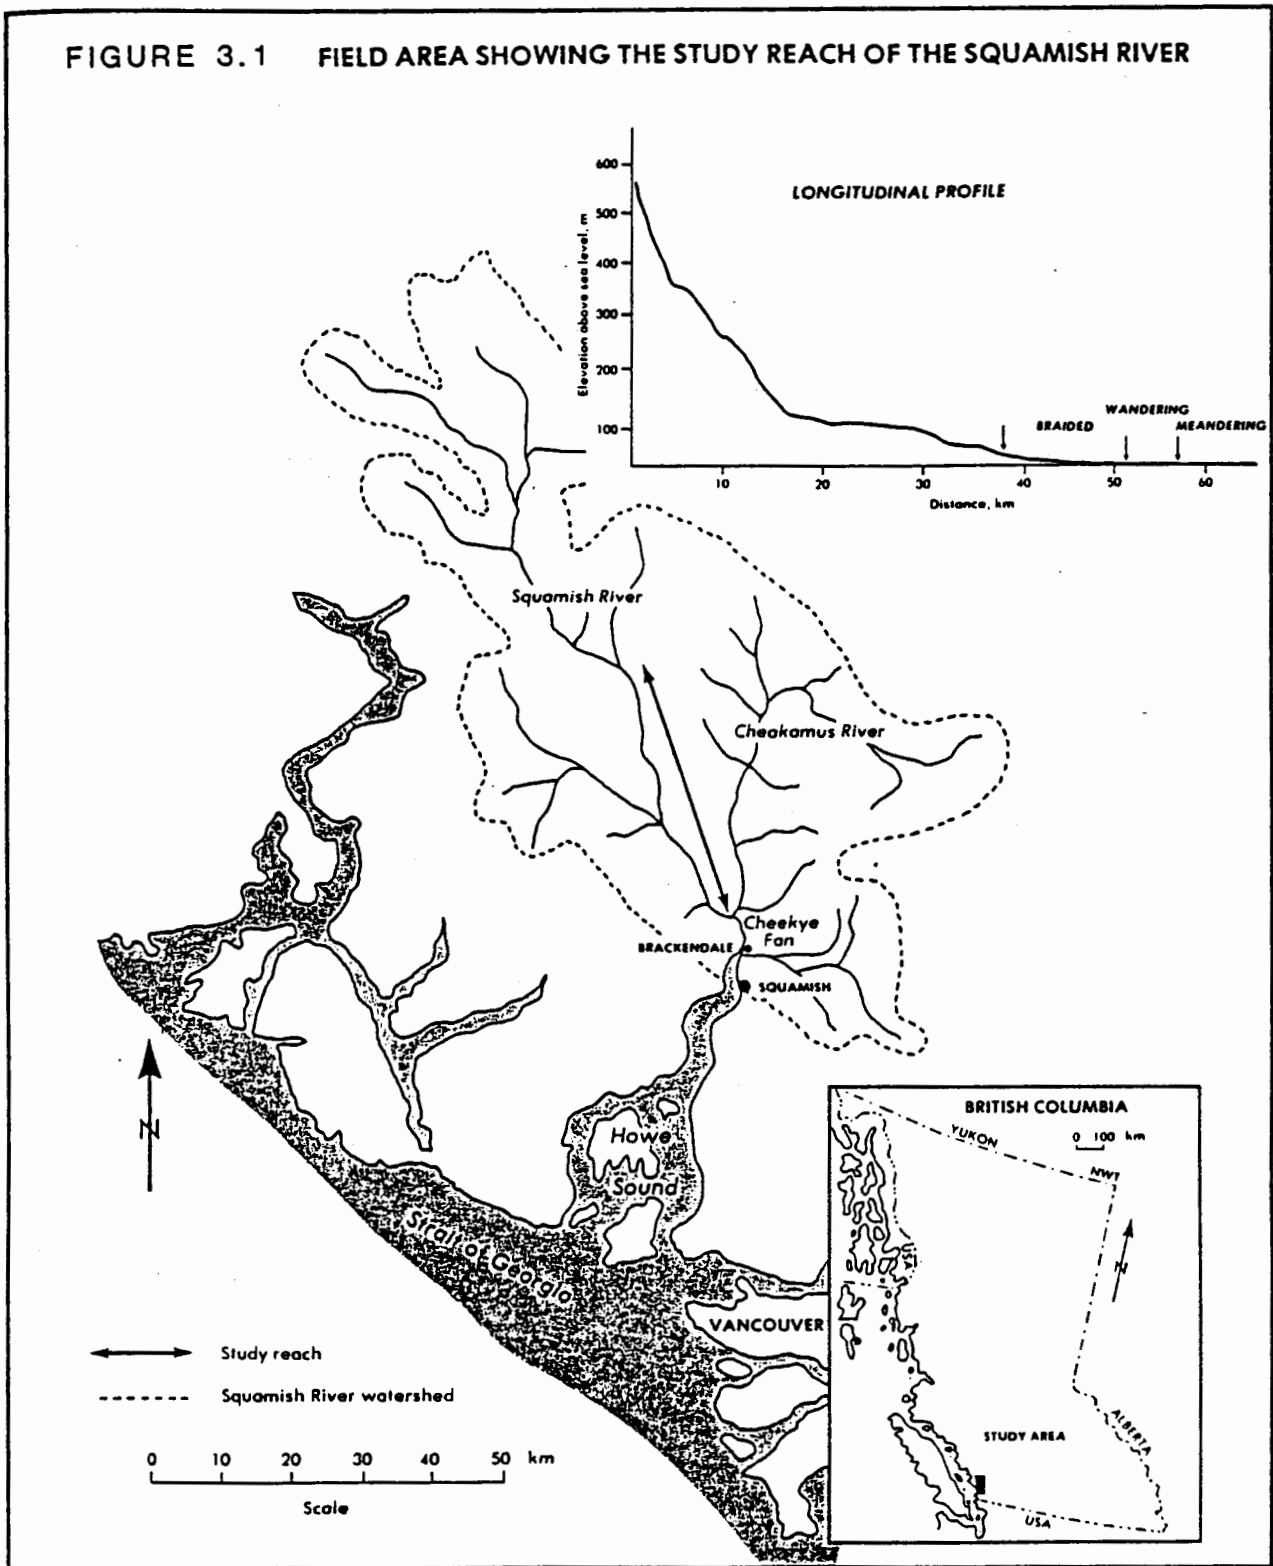 FIGURE 3.1 FIELD AREA SHOWING THE STUDY REACH OF THE SQUAMISH RIVER
LONGITUDINAL PROFILE
Elevation above sea level, m
600
500
400
300
200
100
BRAIDED
WANDERING
MEANDERING
10 20 30 40 50 60
Distance, km
Squamish River
Cheakamus River
Cheekye
Fan
BRACKENDALE
SQUAMISH
N
Howe
Sound
Strait of Georgia
VANCOUVER
Study reach
Squamish River watershed
0 10 20 30 40 50 km
Scale
BRITISH COLUMBIA
0 100 km
YUKON
NWT
USA
N
ALBERTA
STUDY AREA
USA